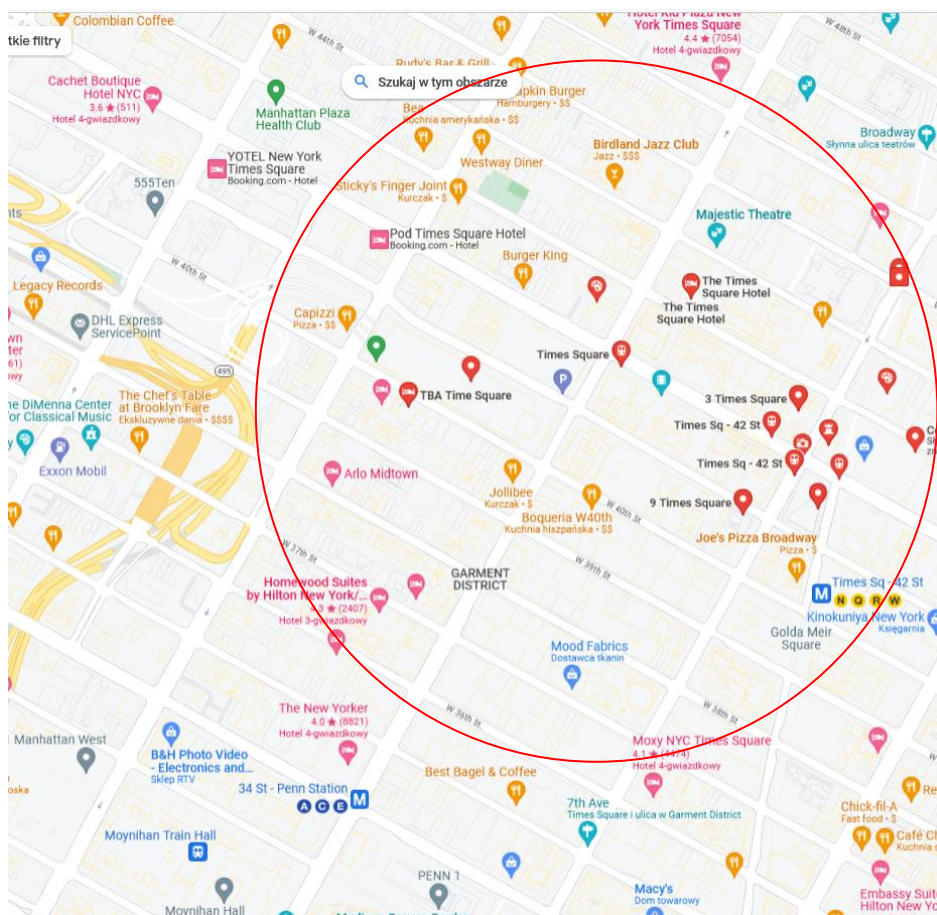 Colombian Coffee
tkie filtry
W 44th St
Hotel Riu Plaza New
York Times Square
4.4 ★ (7054)
Hotel 4-gwiazdkowy
W 48th St
Rudy's Bar & Grill
Szukaj w tym obszarze
Cachet Boutique
Hotel NYC
3.6 ★ (511)
Hotel 4-gwiazdkowy
Manhattan Plaza
Health Club
Burger
Hamburgery • $$
Kuchnia amerykańska • $$
Westway Diner
Birdland Jazz Club
Jazz • $$$
Broadway
Słynna ulica teatrów
YOTEL New York
Times Square
Booking.com - Hotel
555Ten
Sticky's Finger Joint
Kurczak • $
Majestic Theatre
Pod Times Square Hotel
Booking.com - Hotel
Burger King
W 40th St
Legacy Records
DHL Express
ServicePoint
Capizzi
Pizza • $$
The Times
Square Hotel
The Times
Square Hotel
Times Square
495
TBA Time Square
3 Times Square
The Chef's Table
at Brooklyn Fare
Ekskluzywne dania • $$$$
ne DiMenna Center
or Classical Music
Times Sq - 42 St
Times Sq - 42 St
Exxon Mobil
Arlo Midtown
Jollibee
Kurczak • $
Boqueria W40th
Kuchnia hiszpańska • $$
W 40th St
9 Times Square
Joe's Pizza Broadway
Pizza • $
W 37th St
W 39th St
GARMENT
DISTRICT
Homewood Suites
by Hilton New York/...
4.3 ★ (2407)
Hotel 3-gwiazdkowy
M
Times Sq - 42 St
N Q R W
Kinokuniya New York
Księgarnia
Golda Meir
Square
Mood Fabrics
Dostawca tkanin
The New Yorker
4.0 ★ (8821)
Hotel 4-gwiazdkowy
W 36th St
W 38th St
Manhattan West
B&H Photo Video
- Electronics and...
Sklep RTV
Moxy NYC Times Square
4.1 ★ (4474)
Hotel 4-gwiazdkowy
Best Bagel & Coffee
34 St - Penn Station
A C E
M
7th Ave
Times Square i ulica w Garment District
Chick-fil-A
Fast food • $
Moynihan Train Hall
PENN 1
Macy's
Dom towarowy
Embassy Suit
Hilton New Yo
Moynihan Hall